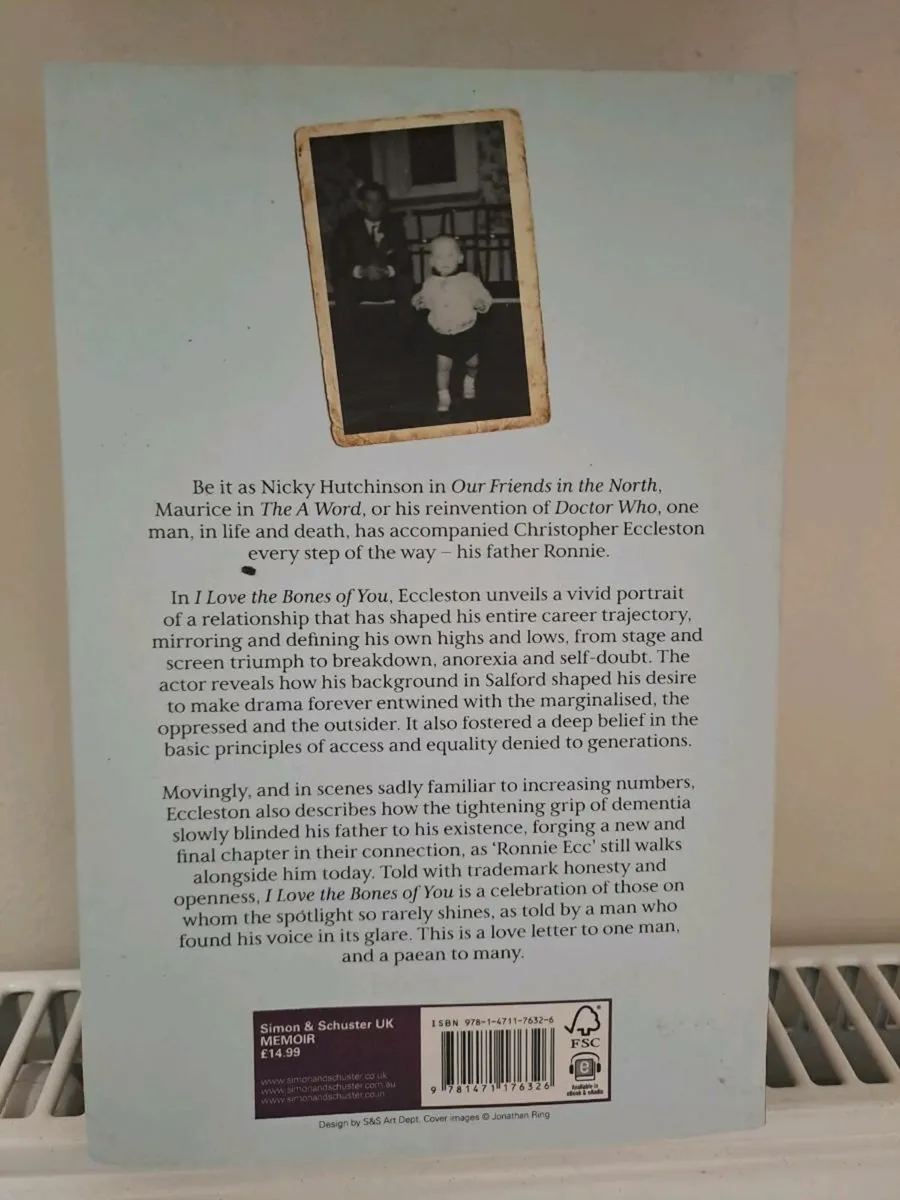 Be it as Nicky Hutchinson in Our Friends in the North,
Maurice in The A Word, or his reinvention of Doctor Who, one
man, in life and death, has accompanied Christopher Eccleston
every step of the way – his father Ronnie.
In I Love the Bones of You, Eccleston unveils a vivid portrait
of a relationship that has shaped his entire career trajectory,
mirroring and defining his own highs and lows, from stage and
screen triumph to breakdown, anorexia and self-doubt. The
actor reveals how his background in Salford shaped his desire
to make drama forever entwined with the marginalised, the
oppressed and the outsider. It also fostered a deep belief in the
basic principles of access and equality denied to generations.
Movingly, and in scenes sadly familiar to increasing numbers,
Eccleston also describes how the tightening grip of dementia
slowly blinded his father to his existence, forging a new and
final chapter in their connection, as ‘Ronnie Ecc’ still walks
alongside him today. Told with trademark honesty and
openness, I Love the Bones of You is a celebration of those on
whom the spotlight so rarely shines, as told by a man who
found his voice in its glare. This is a love letter to one man,
and a paean to many.
Simon & Schuster UK
MEMOIR
£14.99
www.simonandschuster.co.uk
www.simonandschuster.com.au
www.simonandschuster.co.in
ISBN 978-1-4711-7632-6
9 781471 176326
FSC
e
Available in
eBook & eAudio
Design by S&S Art Dept. Cover images © Jonathan Ring